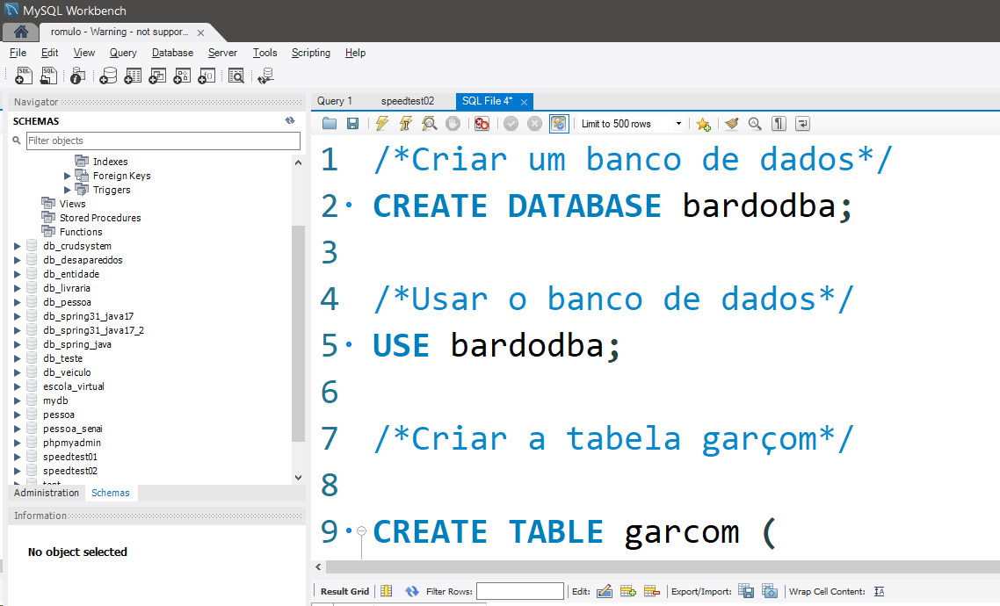 MySQL Workbench
romulo - Warning - not suppor...
File Edit View Query Database Server Tools Scripting Help
Navigator
SCHEMAS
Filter objects
Indexes
Foreign Keys
Triggers
Views
Stored Procedures
Functions
db_crudsystem
db_desaparecidos
db_entidade
db_livraria
db_pessoa
db_spring31_java17
db_spring31_java17_2
db_spring_java
db_teste
db_veiculo
escola_virtual
mydb
pessoa
pessoa_senai
phpmyadmin
speedtest01
speedtest02
Administration Schemas
Information
No object selected
Query 1 speedtest02 SQL File 4*
Limit to 500 rows
1 /*Criar um banco de dados*/
2 CREATE DATABASE bardodba;
3
4 /*Usar o banco de dados*/
5 USE bardodba;
6
7 /*Criar a tabela garçom*/
8
9 CREATE TABLE garcom (
Result Grid Filter Rows: Edit: Export/Import: Wrap Cell Content: